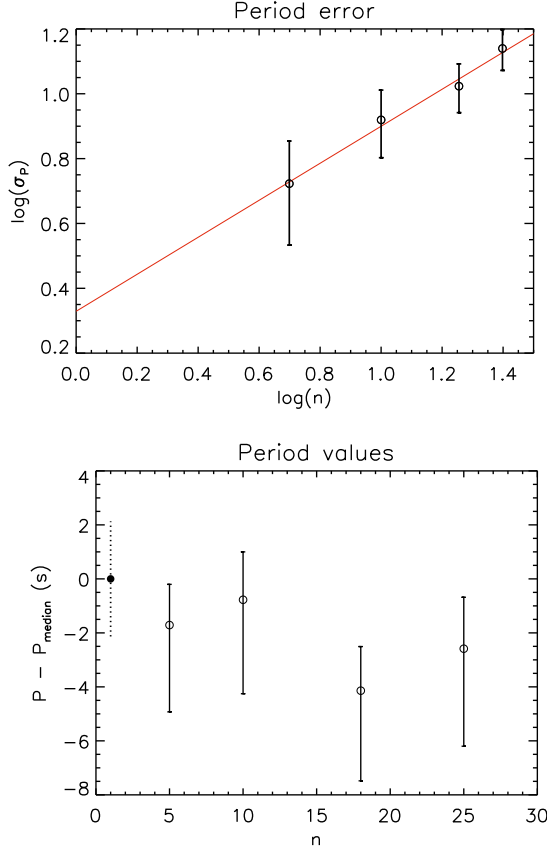 Period error
1.2
1.0
0.8
0.6
0.4
0.2
log(σP)
0.0 0.2 0.4 0.6 0.8 1.0 1.2 1.4
log(n)
Period values
4
2
0
−2
−4
−6
−8
P − Pmedian (s)
0 5 10 15 20 25 30
n